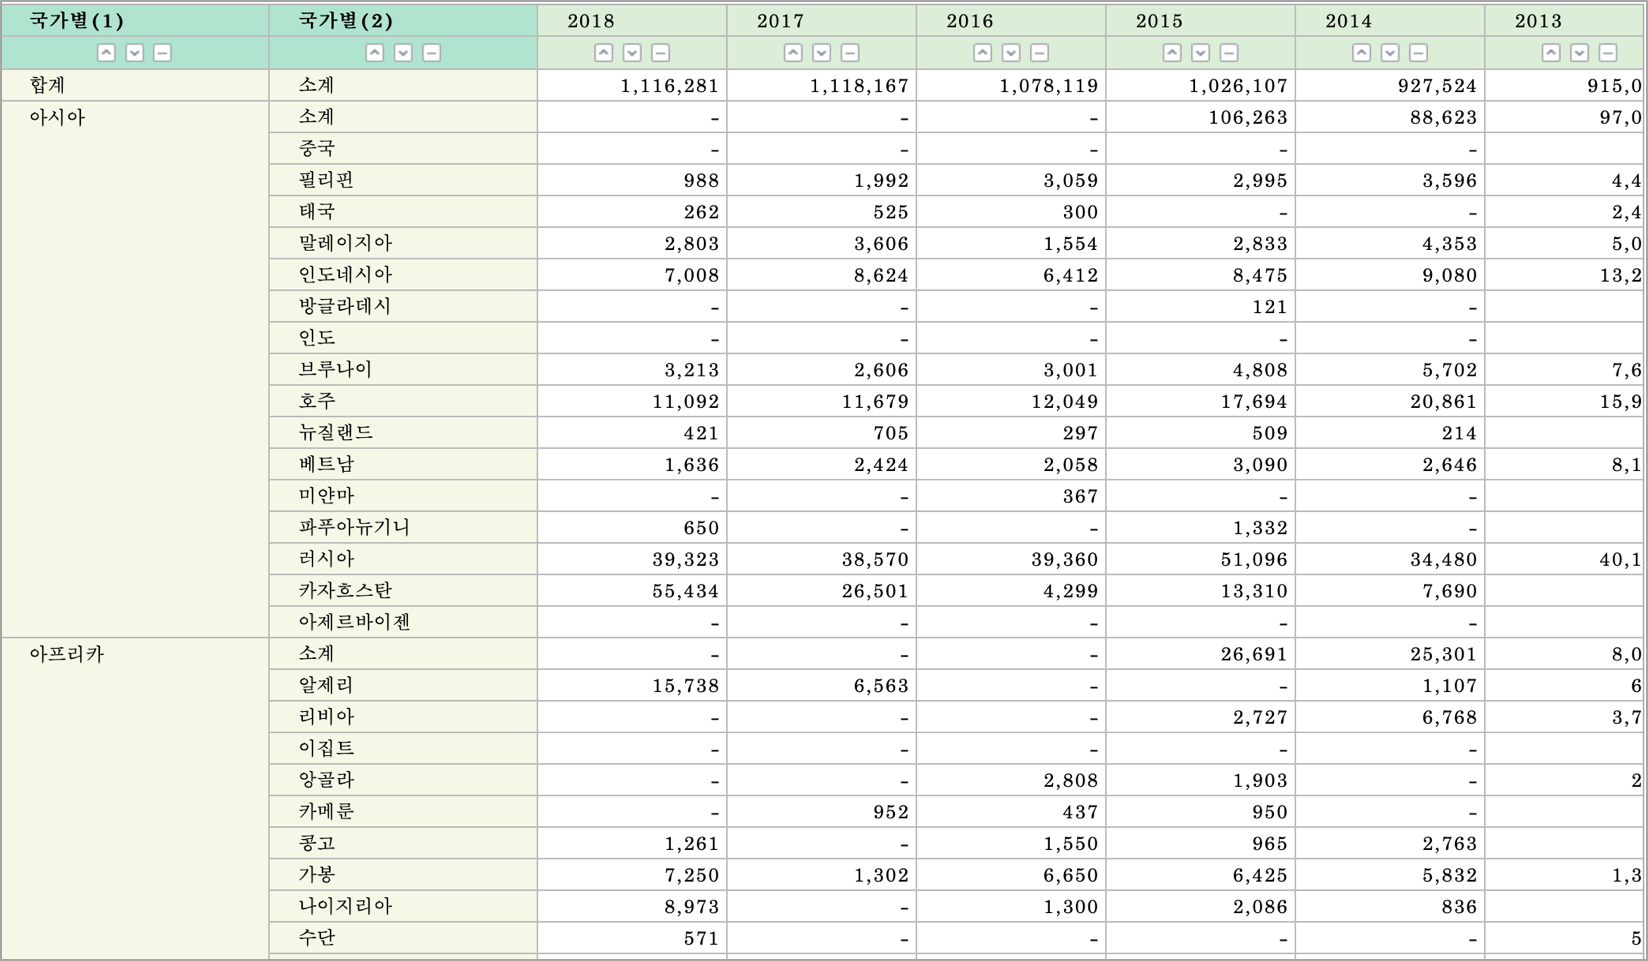 국가별(1) 국가별(2) 2018 2017 2016 2015 2014 2013
합계 소계 1,116,281 1,118,167 1,078,119 1,026,107 927,524 915,0
아시아 소계 - - - 106,263 88,623 97,0
중국 - - - - -
필리핀 988 1,992 3,059 2,995 3,596 4,4
태국 262 525 300 - - 2,4
말레이지아 2,803 3,606 1,554 2,833 4,353 5,0
인도네시아 7,008 8,624 6,412 8,475 9,080 13,2
방글라데시 - - - 121 -
인도 - - - - -
브루나이 3,213 2,606 3,001 4,808 5,702 7,6
호주 11,092 11,679 12,049 17,694 20,861 15,9
뉴질랜드 421 705 297 509 214
베트남 1,636 2,424 2,058 3,090 2,646 8,1
미얀마 - - 367 - -
파푸아뉴기니 650 - - 1,332 -
러시아 39,323 38,570 39,360 51,096 34,480 40,1
카자흐스탄 55,434 26,501 4,299 13,310 7,690
아제르바이젠 - - - - -
아프리카 소계 - - - 26,691 25,301 8,0
알제리 15,738 6,563 - - 1,107 6
리비아 - - - 2,727 6,768 3,7
이집트 - - - - -
앙골라 - - 2,808 1,903 - 2
카메룬 - 952 437 950 -
콩고 1,261 - 1,550 965 2,763
가봉 7,250 1,302 6,650 6,425 5,832 1,3
나이지리아 8,973 - 1,300 2,086 836
수단 571 - - - - 5